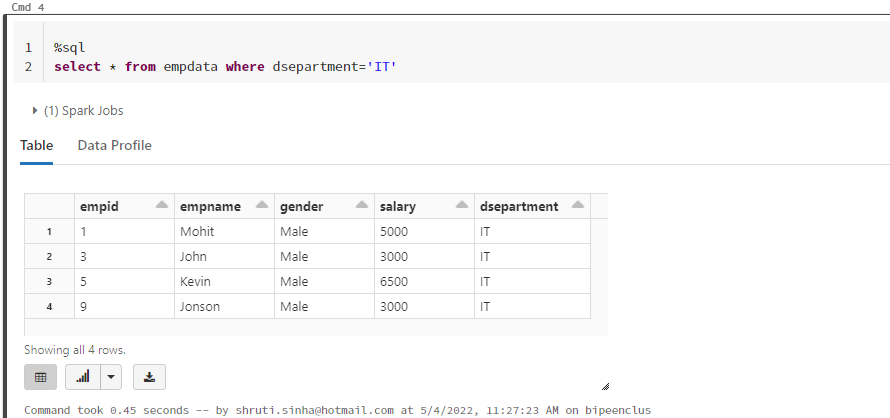 Cmd 4
1 %sql
2 select * from empdata where dsepartment='IT'
(1) Spark Jobs
Table Data Profile
empid empname gender salary dsepartment
1 1 Mohit Male 5000 IT
2 3 John Male 3000 IT
3 5 Kevin Male 6500 IT
4 9 Jonson Male 3000 IT
Showing all 4 rows.
Command took 0.45 seconds -- by shruti.sinha@hotmail.com at 5/4/2022, 11:27:23 AM on bipeenclus